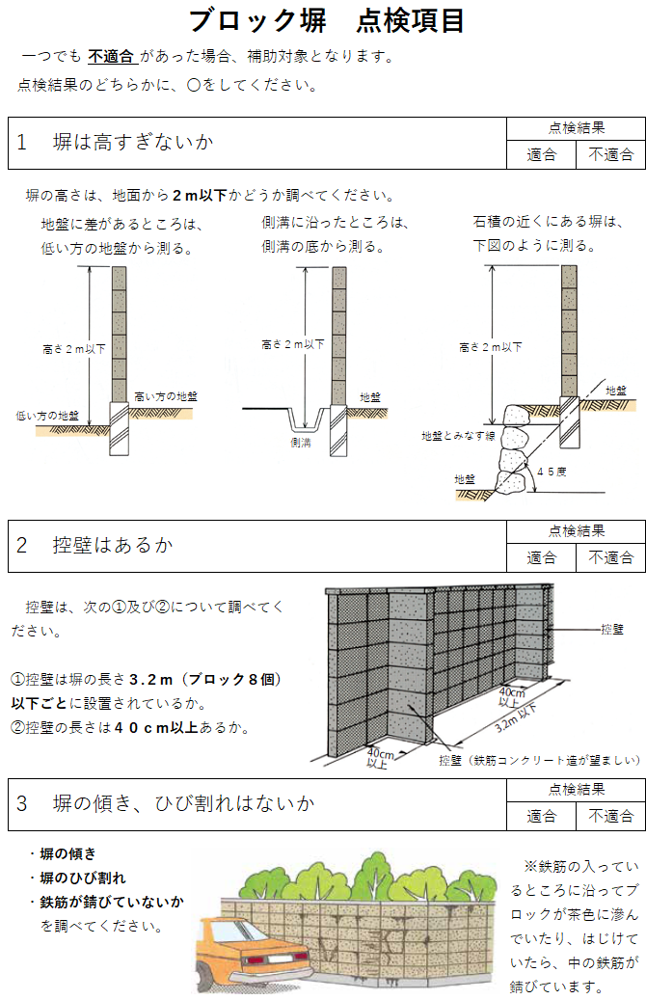 ブロック塀　点検項目
一つでも 不適合 があった場合、補助対象となります。
点検結果のどちらかに、〇をしてください。
1　塀は高すぎないか
点検結果
適合　不適合
塀の高さは、地面から２ｍ以下かどうか調べてください。
地盤に差があるところは、
低い方の地盤から測る。
側溝に沿ったところは、
側溝の底から測る。
石積の近くにある塀は、
下図のように測る。
高さ２ｍ以下
高い方の地盤
低い方の地盤
高さ２ｍ以下
地盤
側溝
高さ２ｍ以下
地盤
地盤とみなす線
４５度
地盤
2　控壁はあるか
点検結果
適合　不適合
控壁は、次の①及び②について調べてく
ださい。
①控壁は塀の長さ３.２ｍ（ブロック８個）
以下ごとに設置されているか。
②控壁の長さは４０ｃｍ以上あるか。
控壁
40cm
以上
3.2m 以下
40cm
以上
控壁（鉄筋コンクリート造が望ましい）
3　塀の傾き、ひび割れはないか
点検結果
適合　不適合
・塀の傾き
・塀のひび割れ
・鉄筋が錆びていないか
を調べてください。
※鉄筋の入ってい
るところに沿ってブ
ロックが茶色に滲ん
でいたり、はじけて
いたら、中の鉄筋が
錆びています。